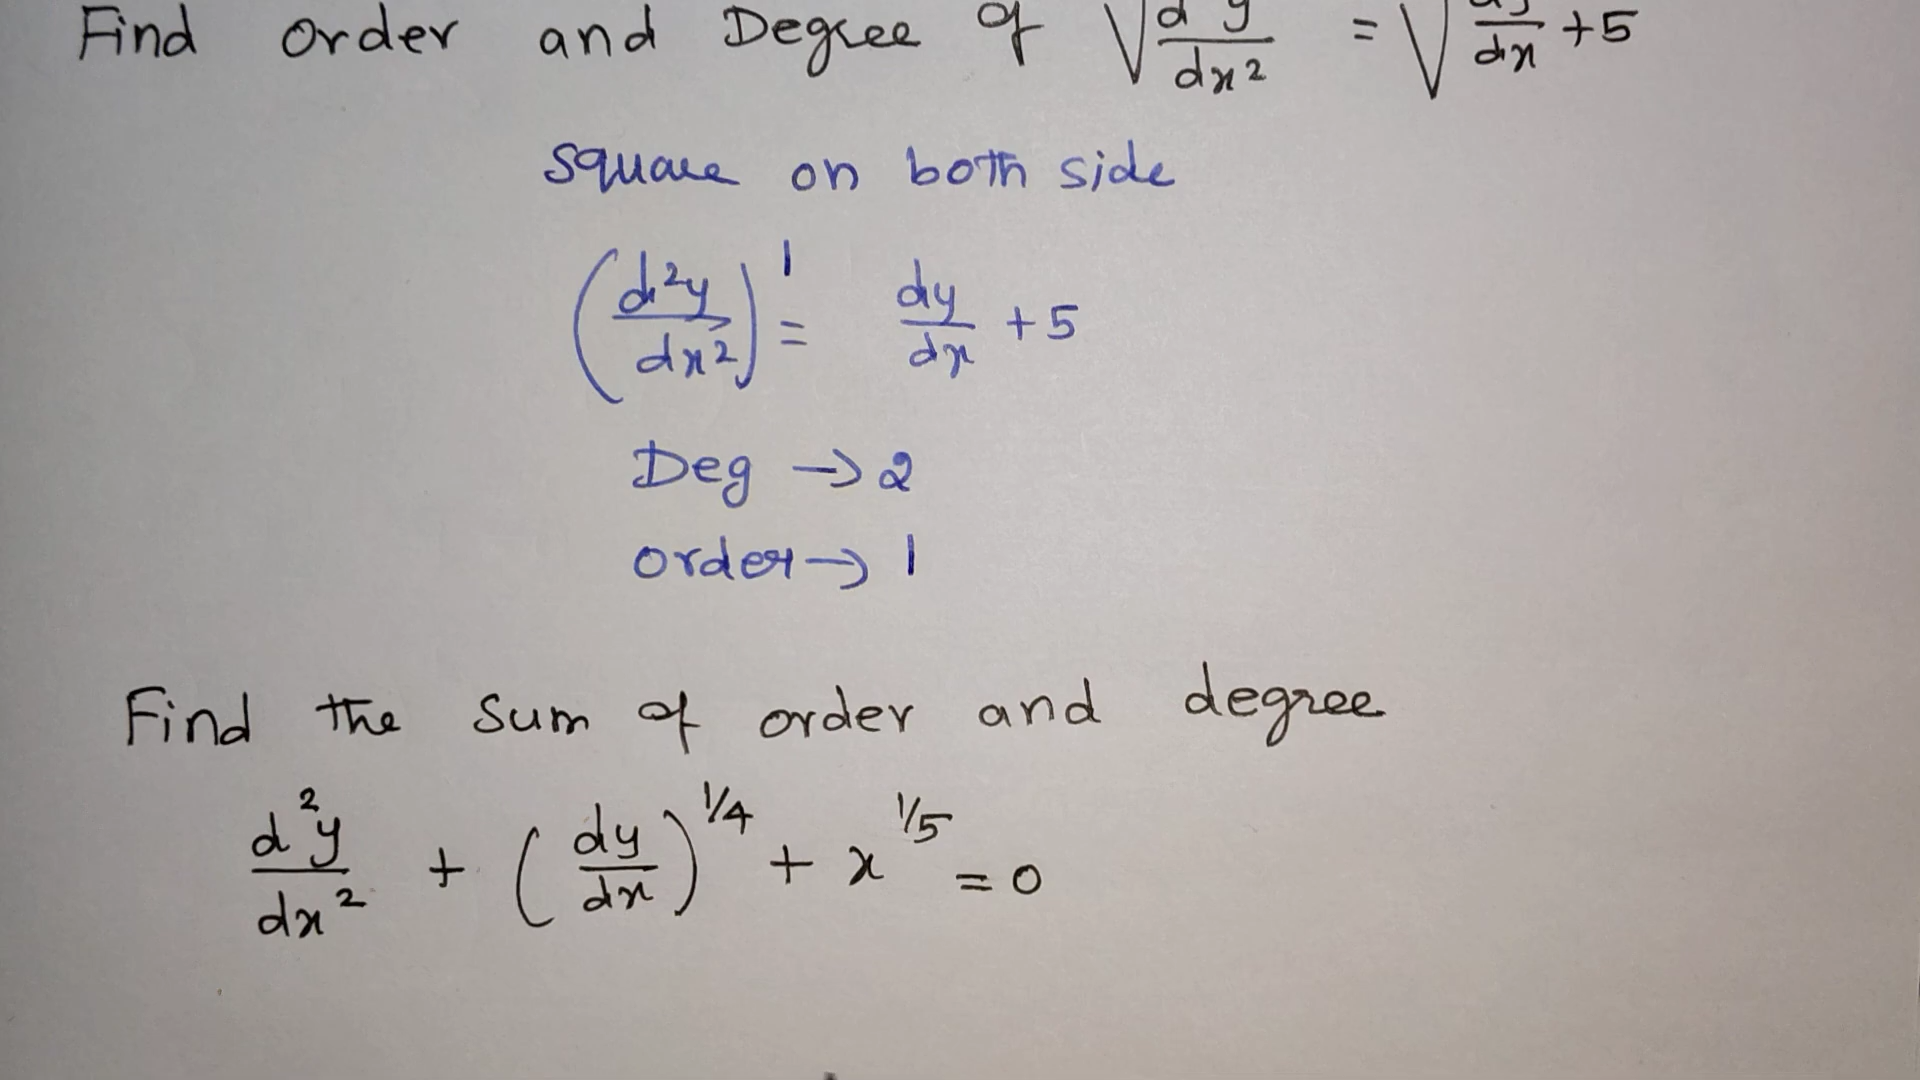 Find order and Degree of √d y/dx² = √dy/dx + 5
square on both side
(d²y/dx²)¹ = dy/dx + 5
Deg → 2
order → 1
Find the sum of order and degree
d²y/dx² + (dy/dx)^1/4 + x^1/5 = 0